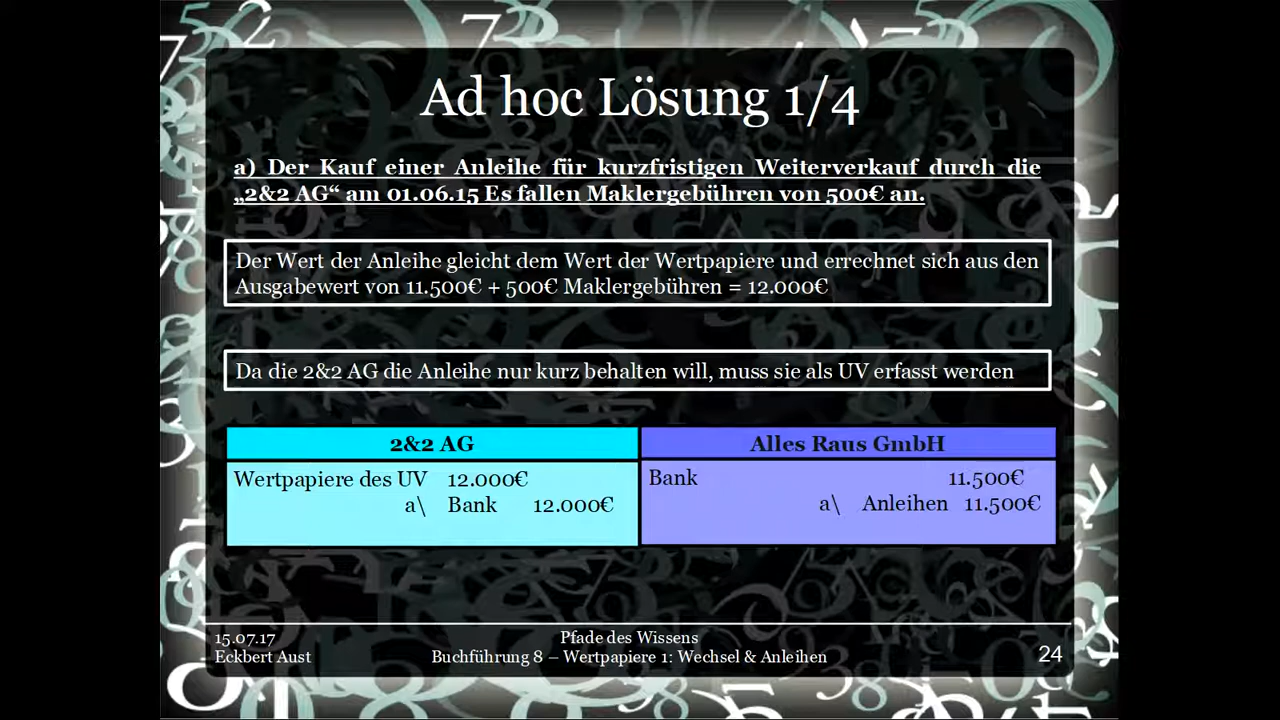 Ad hoc Lösung 1/4
a) Der Kauf einer Anleihe für kurzfristigen Weiterverkauf durch die
„2&2 AG“ am 01.06.15 Es fallen Maklergebühren von 500€ an.
Der Wert der Anleihe gleicht dem Wert der Wertpapiere und errechnet sich aus den
Ausgabewert von 11.500€ + 500€ Maklergebühren = 12.000€
Da die 2&2 AG die Anleihe nur kurz behalten will, muss sie als UV erfasst werden
2&2 AG
Wertpapiere des UV 12.000€
a\ Bank 12.000€
Alles Raus GmbH
Bank 11.500€
a\ Anleihen 11.500€
15.07.17
Eckbert Aust
Pfade des Wissens
Buchführung 8 – Wertpapiere 1: Wechsel & Anleihen
24